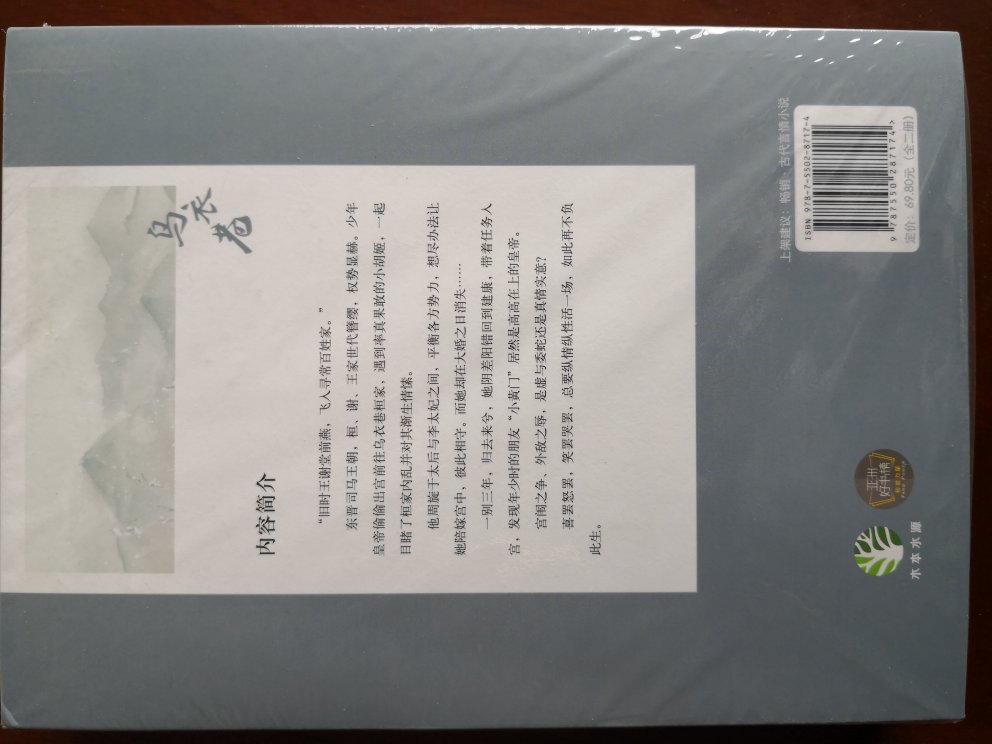 乌衣巷
内容简介
“旧时王谢堂前燕，飞入寻常百姓家。”
东晋司马王朝，桓、谢、王家世代簪缨，权势显赫。少年
皇帝偷偷出宫前往乌衣巷桓家，遇到率真果敢的小胡姬，一起
目睹了桓家内乱并对其渐生情愫。
他周旋于太后与李太妃之间，平衡各方势力，想尽办法让
她陪嫁宫中，彼此相守。而她却在大婚之日消失……
一别三年，归去来兮，她阴差阳错回到建康，带着任务入
宫，发现年少时的朋友“小黄门”居然是高高在上的皇帝。
宫闱之争、外敌之辱，是虚与委蛇还是真情实意？
喜罢怒罢，笑罢哭罢，总要纵情纵性活一场，如此再不负
此生。
木本水源
亚洲
好书情
上架建议：畅销·古代言情小说
ISBN 978-7-5502-8717-4
9 787550 287174 >
定价：69.80元（全二册）